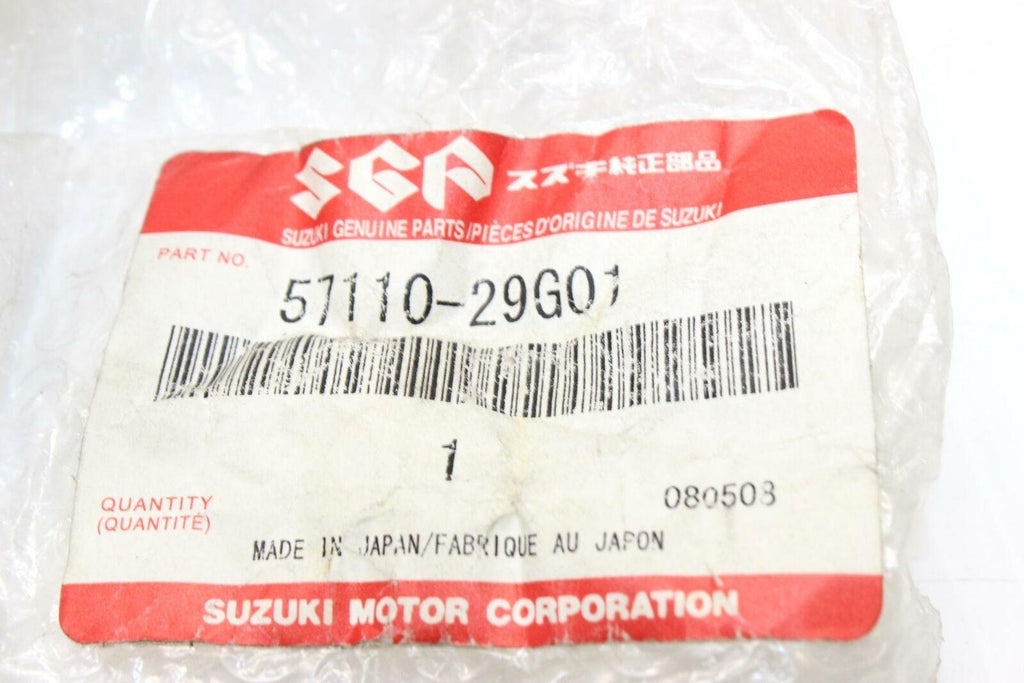 SGP スズキ純正部品
SUZUKI GENUINE PARTS/PIÈCES D'ORIGINE DE SUZUKI
PART NO.
57110-29G01
1
QUANTITY
(QUANTITÉ)
080508
MADE IN JAPAN/FABRIQUE AU JAPON
SUZUKI MOTOR CORPORATION